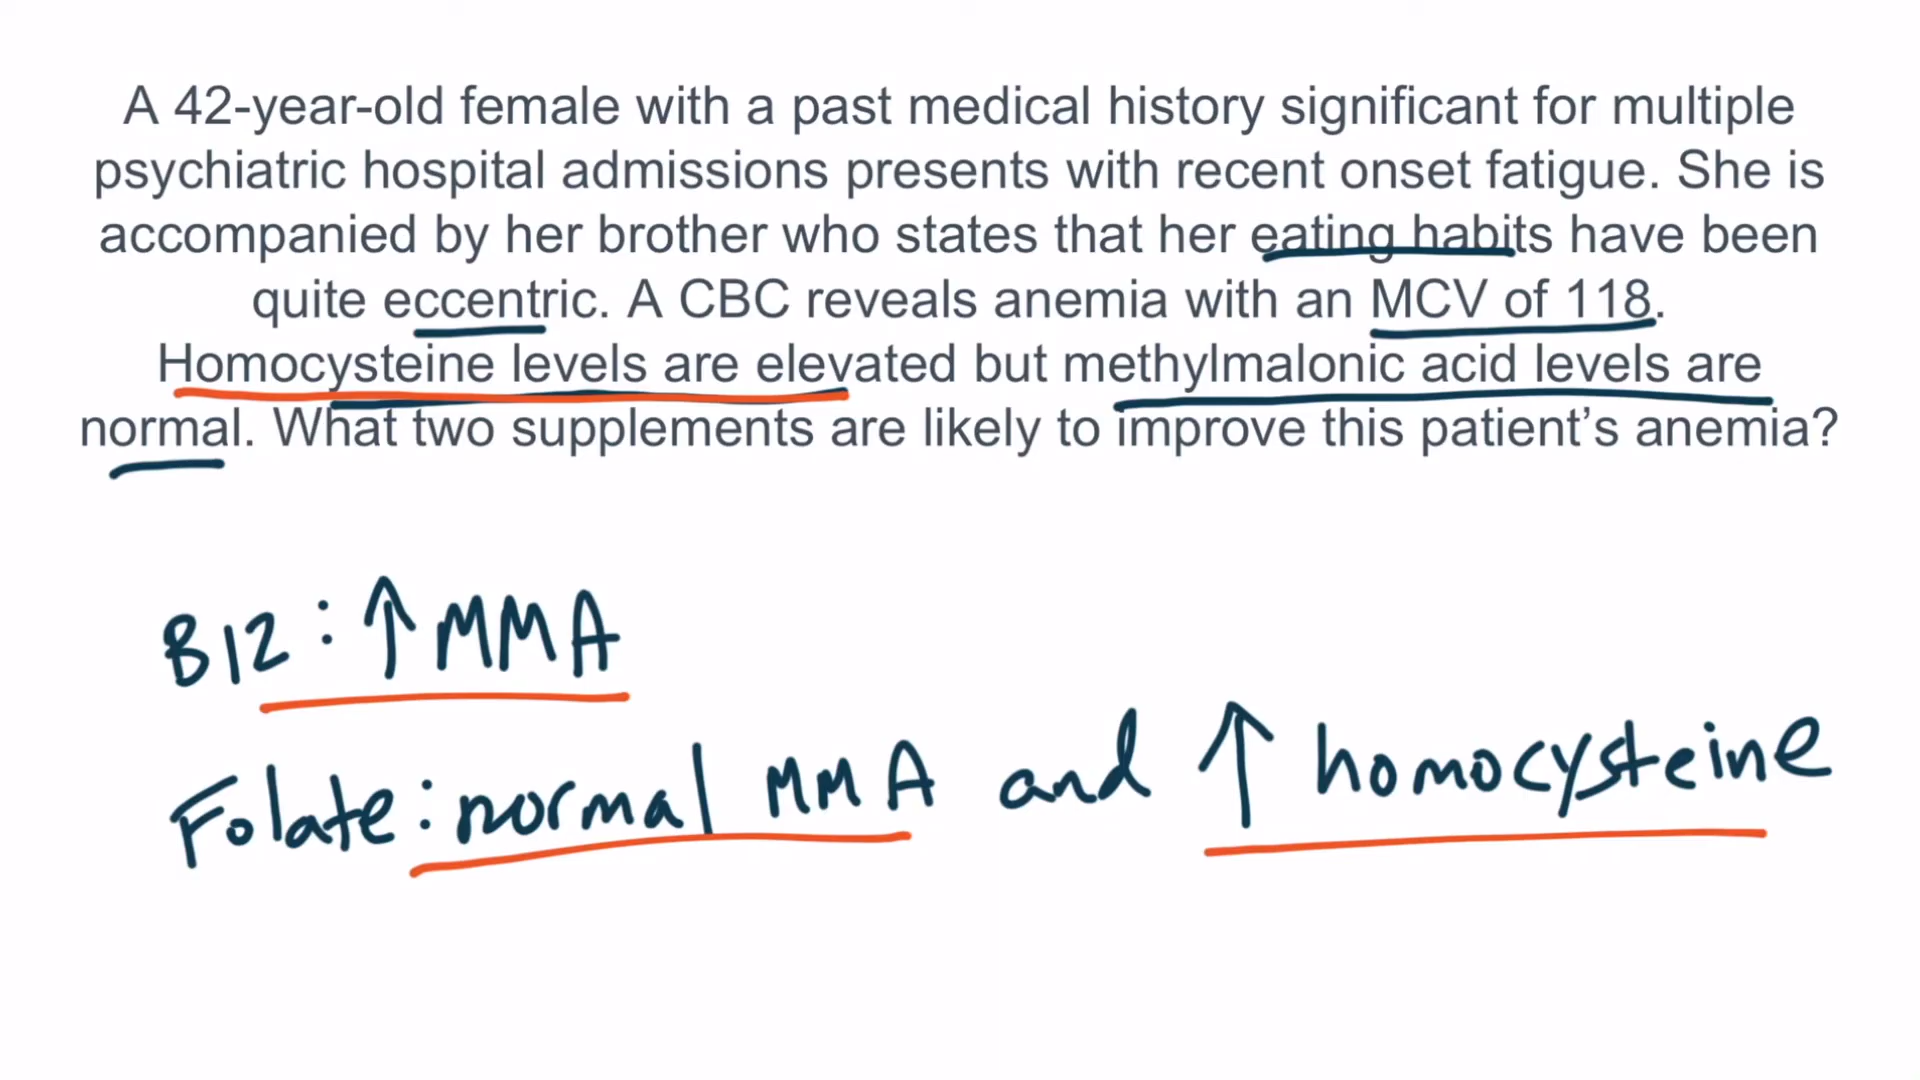 A 42-year-old female with a past medical history significant for multiple
psychiatric hospital admissions presents with recent onset fatigue. She is
accompanied by her brother who states that her eating habits have been
quite eccentric. A CBC reveals anemia with an MCV of 118.
Homocysteine levels are elevated but methylmalonic acid levels are
normal. What two supplements are likely to improve this patient’s anemia?
B12: ↑ MMA
Folate: normal MMA and ↑ homocysteine